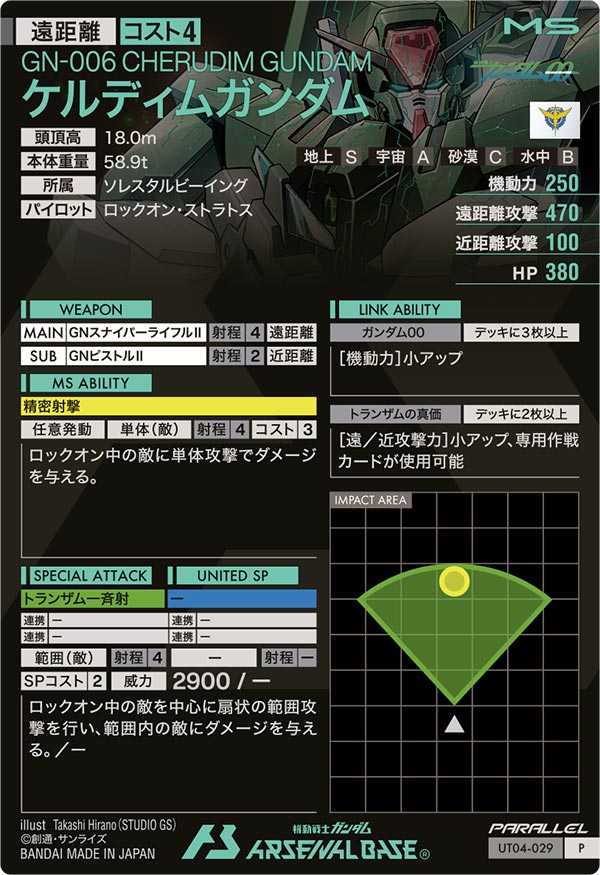 遠距離 コスト4 MS
GN-006 CHERUDIM GUNDAM
ケルディムガンダム
ガンダム00
頭頂高 18.0m
本体重量 58.9t
所属 ソレスタルビーイング
パイロット ロックオン・ストラトス
地上 S 宇宙 A 砂漠 C 水中 B
機動力 250
遠距離攻撃 470
近距離攻撃 100
HP 380
WEAPON
MAIN GNスナイパーライフルⅡ 射程 4 遠距離
SUB GNピストルⅡ 射程 2 近距離
MS ABILITY
精密射撃
任意発動 単体(敵) 射程 4 コスト 3
ロックオン中の敵に単体攻撃でダメージ
を与える。
LINK ABILITY
ガンダム00 デッキに3枚以上
[機動力]小アップ
トランザムの真価 デッキに2枚以上
[遠/近攻撃力]小アップ、専用作戦
カードが使用可能
IMPACT AREA
SPECIAL ATTACK UNITED SP
トランザム一斉射 ー
連携 ー 連携 ー
連携 ー 連携 ー
範囲(敵) 射程 4 ー 射程 ー
SPコスト 2 威力 2900 / ー
ロックオン中の敵を中心に扇状の範囲攻
撃を行い、範囲内の敵にダメージを与え
る。/ー
illust Takashi Hirano(STUDIO GS)
©創通・サンライズ
BANDAI MADE IN JAPAN
機動戦士ガンダム
AB ARSENAL BASE ®
PARALLEL
UT04-029 P